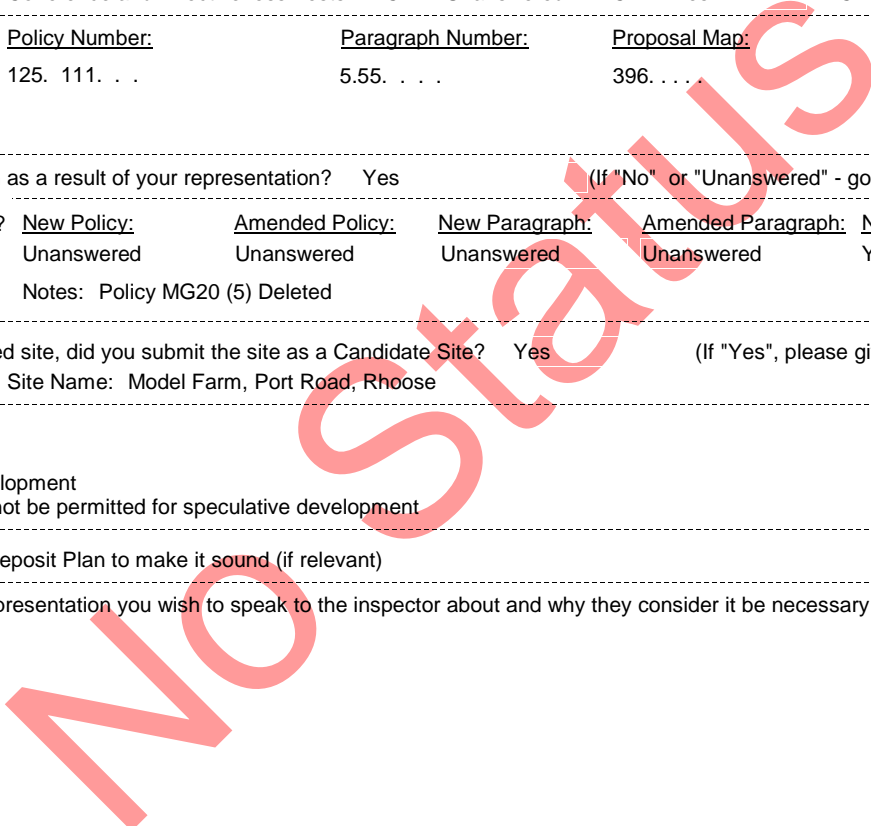 Policy Number: Paragraph Number: Proposal Map:
125. 111. . . 5.55. . . . 396. . . . .
as a result of your representation? Yes (If "No" or "Unanswered" - go
? New Policy: Amended Policy: New Paragraph: Amended Paragraph: N
Unanswered Unanswered Unanswered Unanswered Y
Notes: Policy MG20 (5) Deleted
ed site, did you submit the site as a Candidate Site? Yes (If "Yes", please gi
Site Name: Model Farm, Port Road, Rhoose
lopment
not be permitted for speculative development
eposit Plan to make it sound (if relevant)
presentation you wish to speak to the inspector about and why they consider it be necessary
No Status